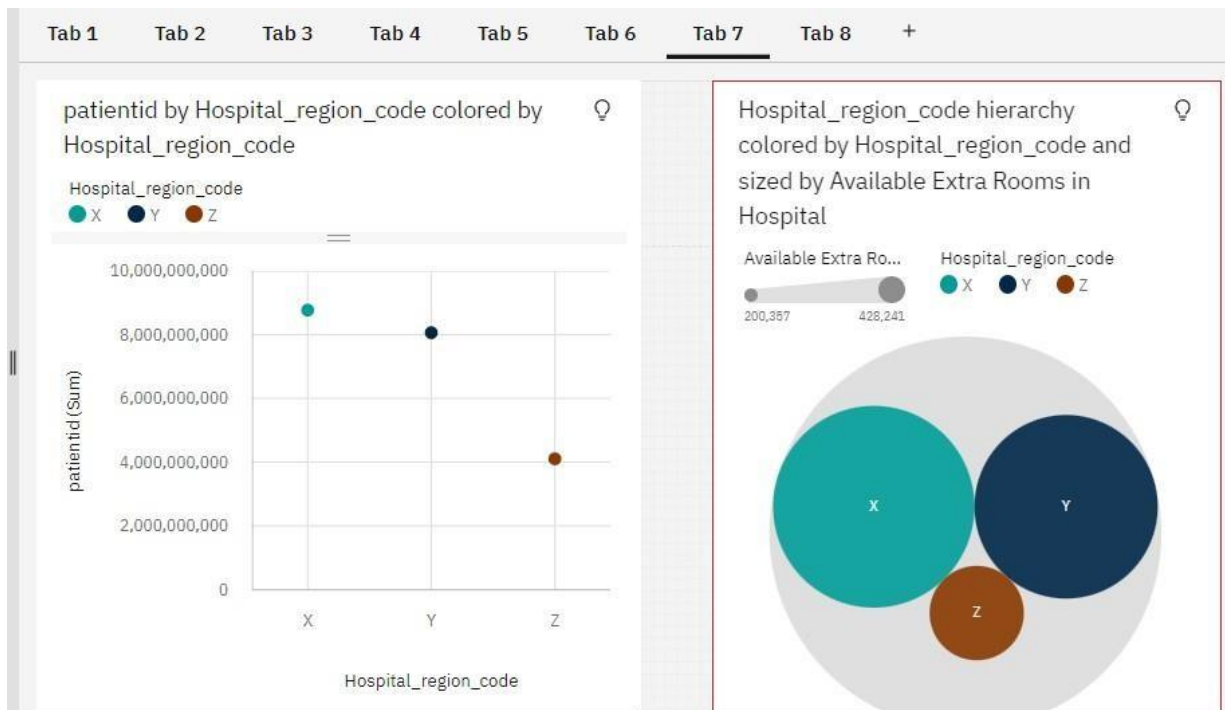 Tab 1 Tab 2 Tab 3 Tab 4 Tab 5 Tab 6 Tab 7 Tab 8 +
patientid by Hospital_region_code colored by
Hospital_region_code
Hospital_region_code
X Y Z
10,000,000,000
8,000,000,000
6,000,000,000
4,000,000,000
2,000,000,000
0
patientid (Sum)
X Y Z
Hospital_region_code
Hospital_region_code hierarchy
colored by Hospital_region_code and
sized by Available Extra Rooms in
Hospital
Available Extra Ro...
200,357 428,241
Hospital_region_code
X Y Z
X
Y
Z